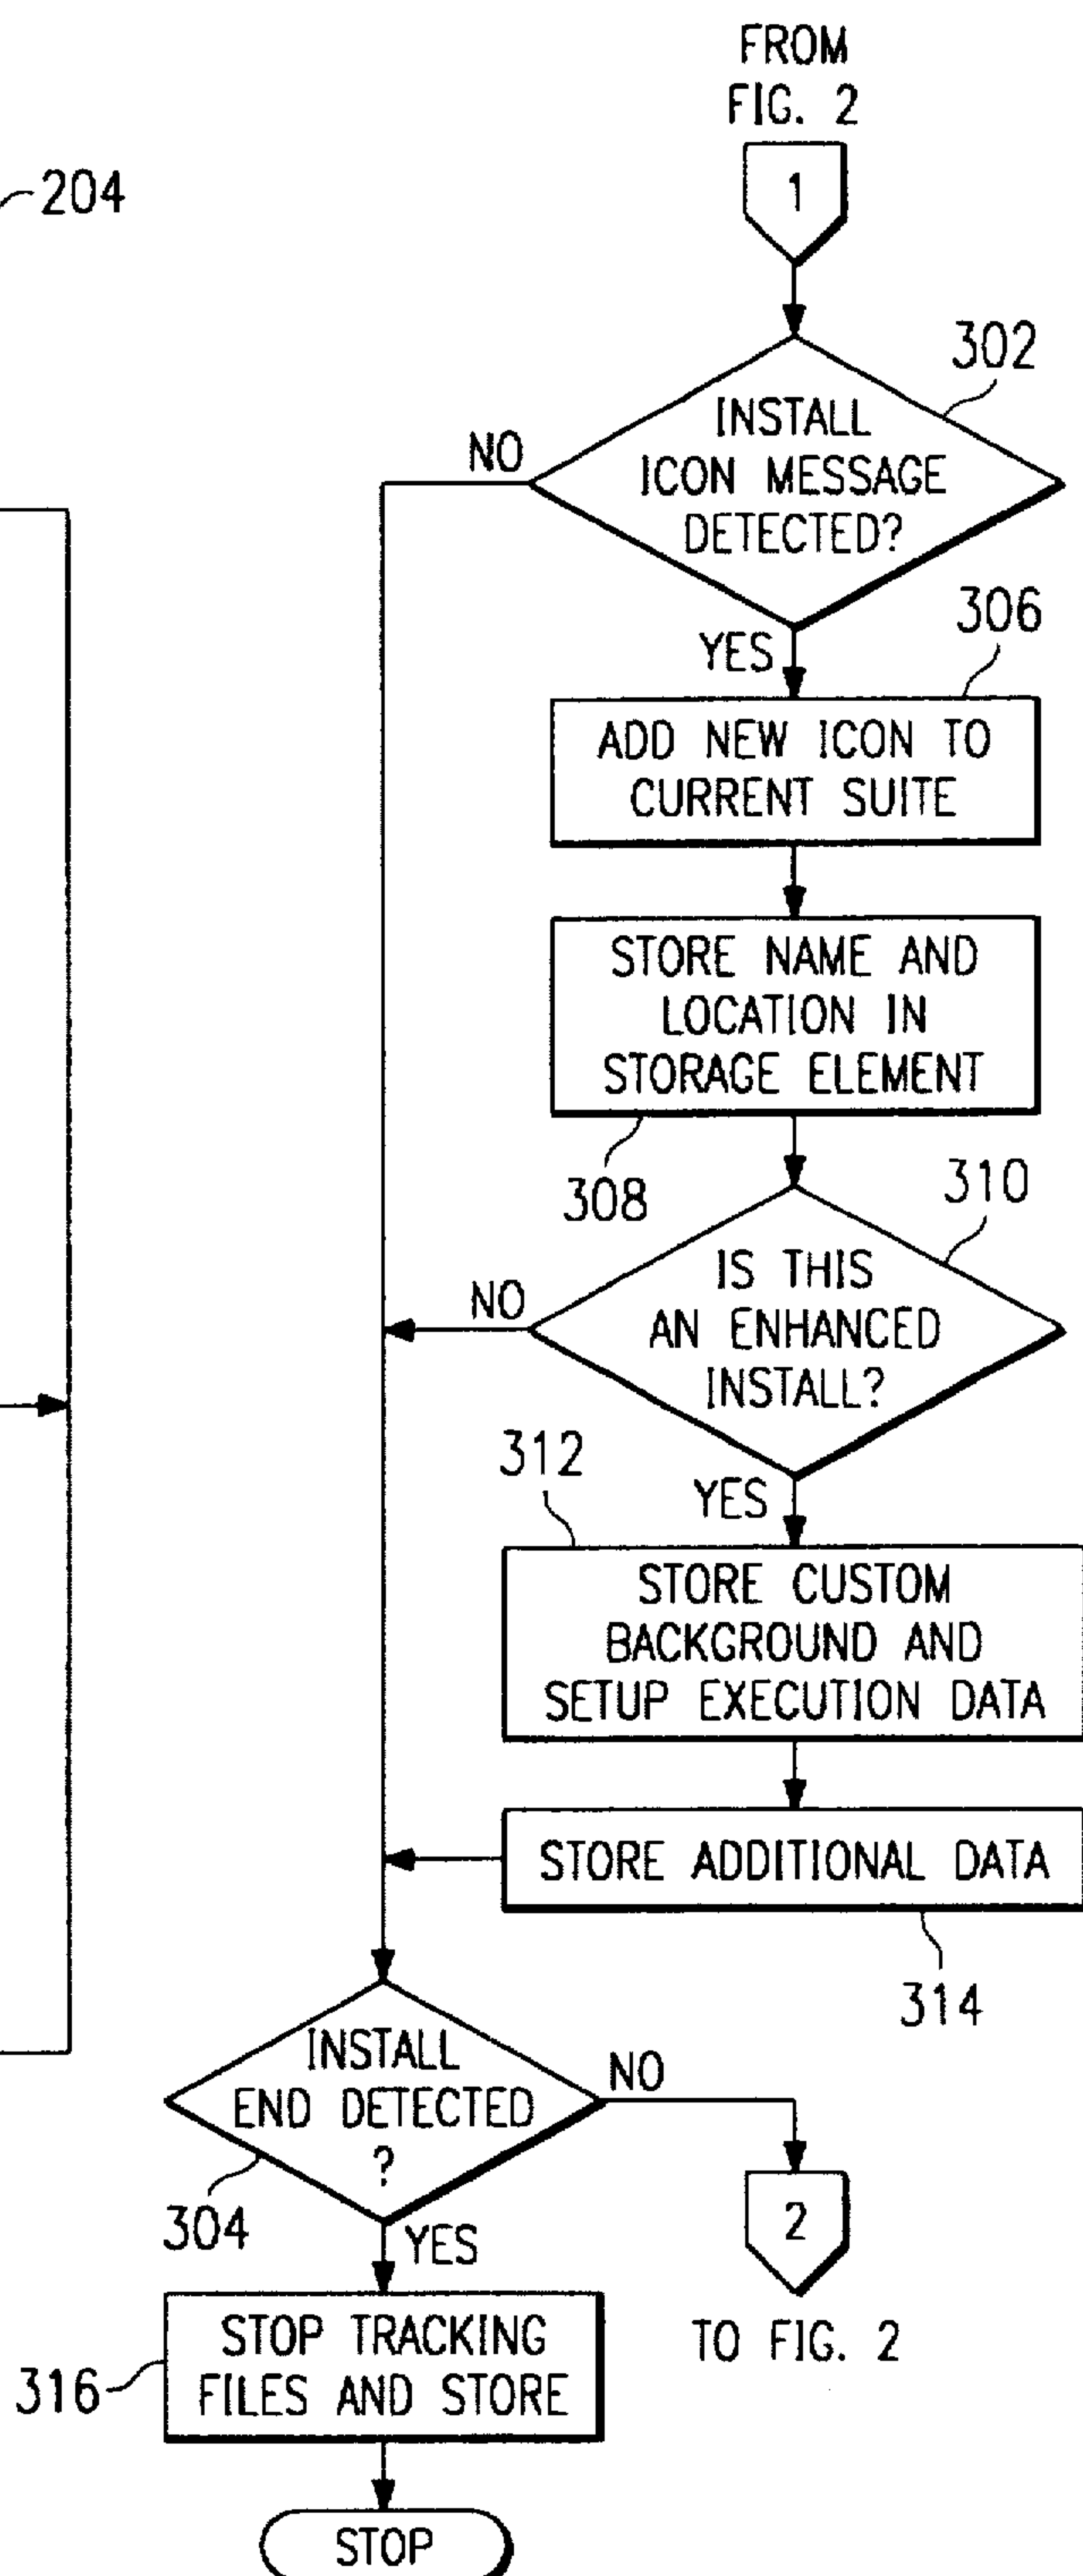 FROM
FIG. 2
1
204
302
INSTALL
ICON MESSAGE
DETECTED?
NO
YES
306
ADD NEW ICON TO
CURRENT SUITE
STORE NAME AND
LOCATION IN
STORAGE ELEMENT
308
310
IS THIS
AN ENHANCED
INSTALL?
NO
YES
312
STORE CUSTOM
BACKGROUND AND
SETUP EXECUTION DATA
STORE ADDITIONAL DATA
314
INSTALL
END DETECTED
?
NO
304
YES
2
TO FIG. 2
STOP TRACKING
FILES AND STORE
316
STOP